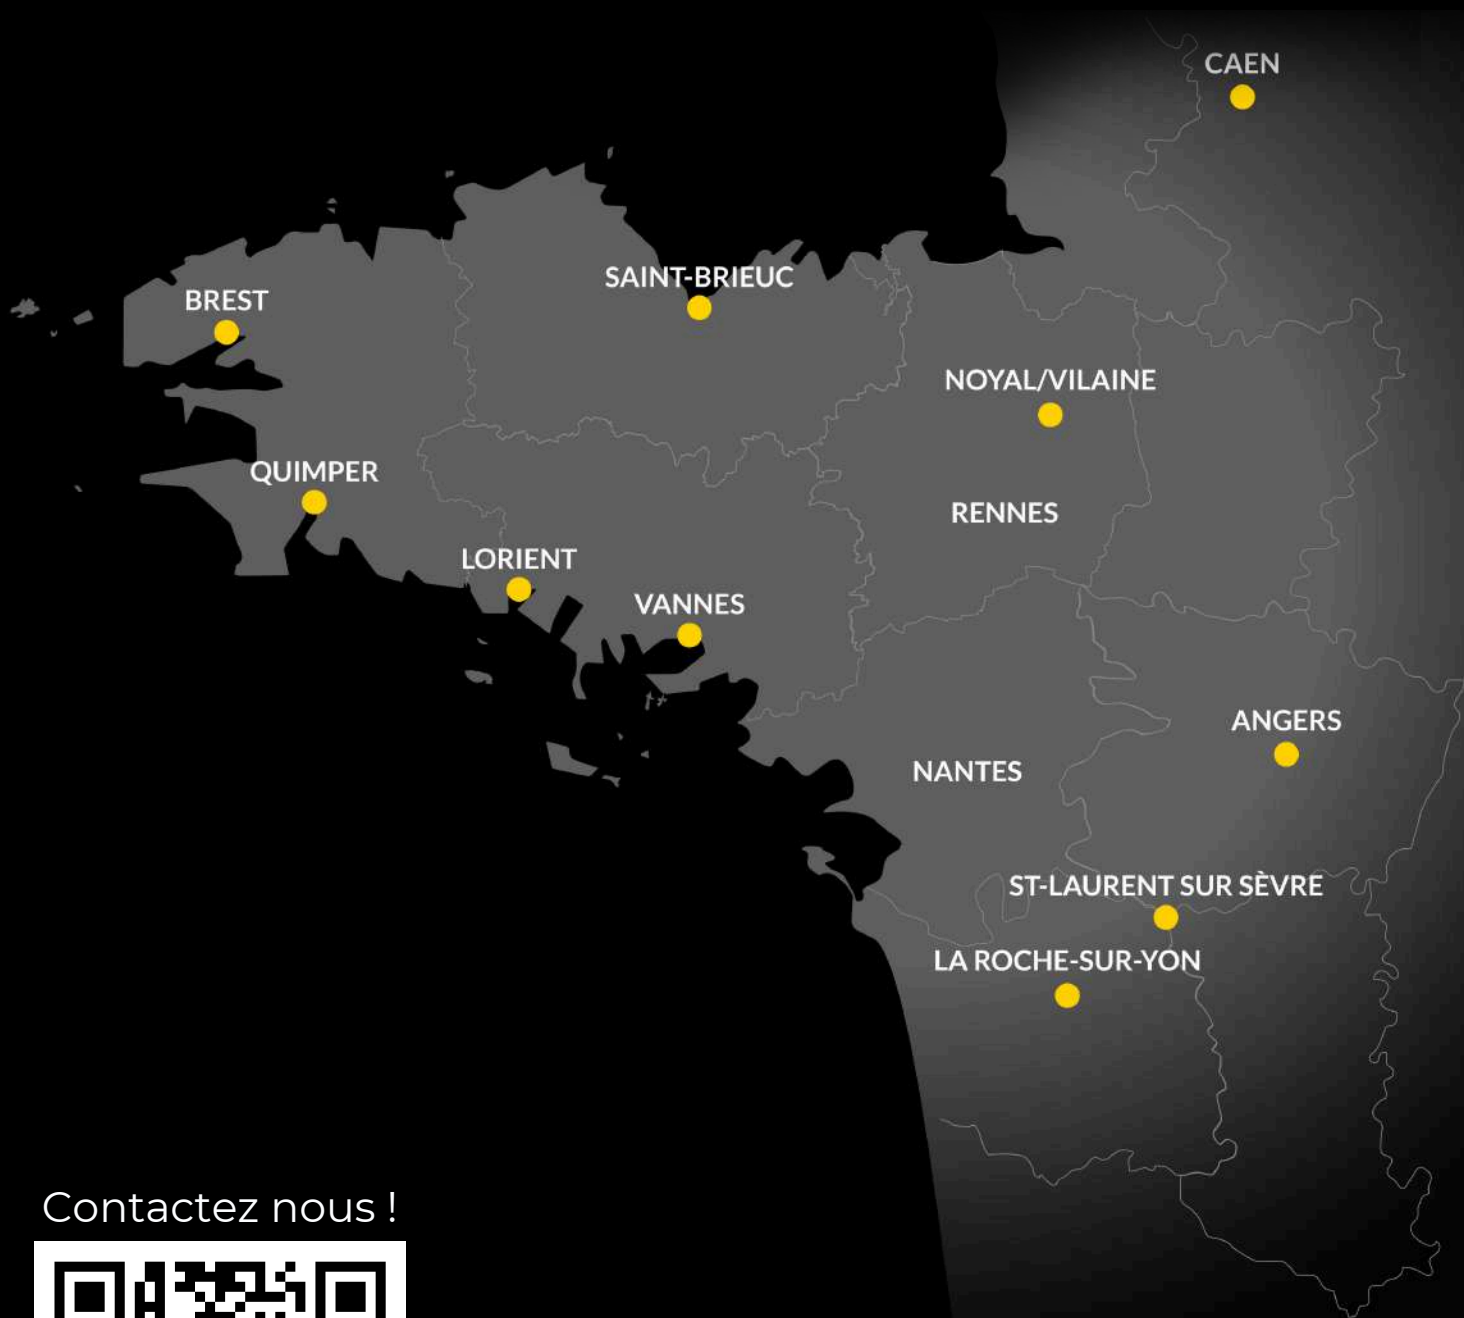 CAEN
SAINT-BRIEUC
BREST
NOYAL/VILAINE
QUIMPER
RENNES
LORIENT
VANNES
ANGERS
NANTES
ST-LAURENT SUR SÈVRE
LA ROCHE-SUR-YON
Contactez nous !